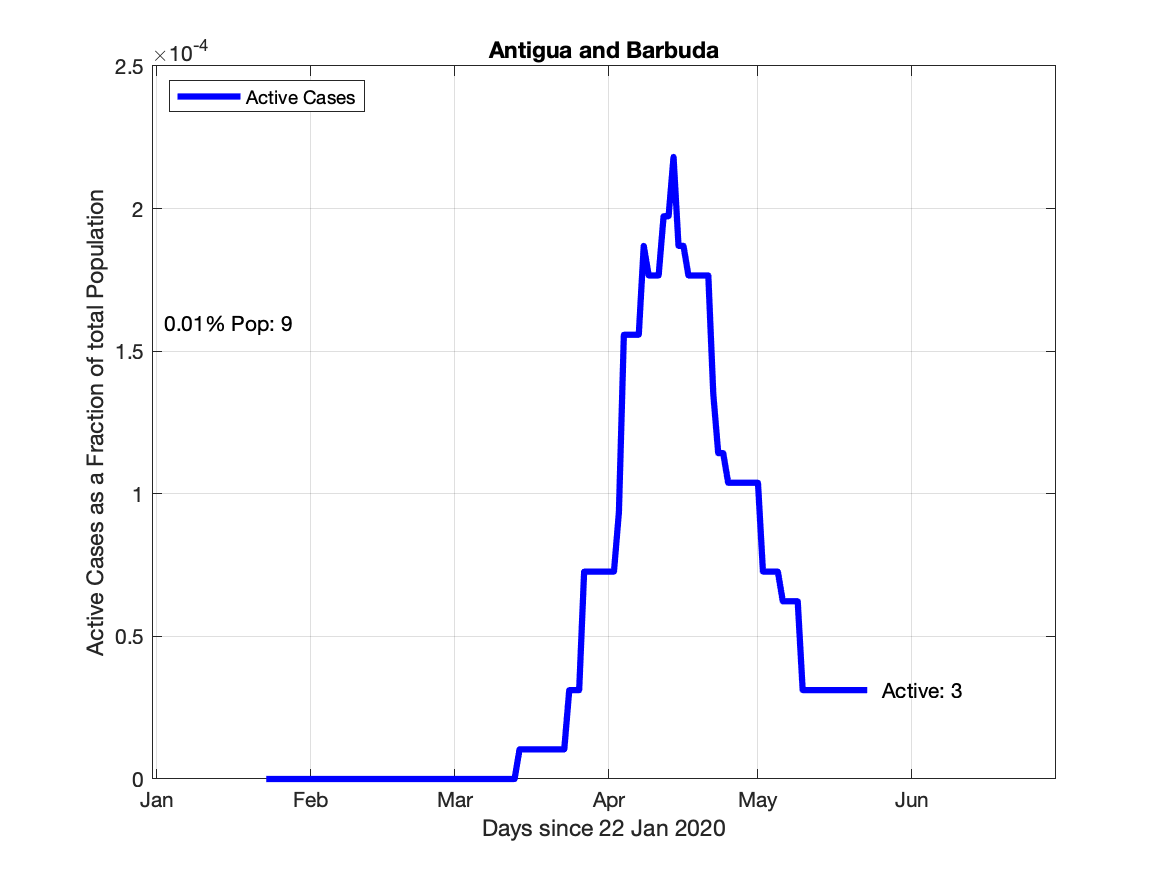 ×10^-4
Antigua and Barbuda
2.5
Active Cases
2
0.01% Pop: 9
1.5
1
0.5
Active: 3
0
Jan Feb Mar Apr May Jun
Days since 22 Jan 2020
Active Cases as a Fraction of total Population